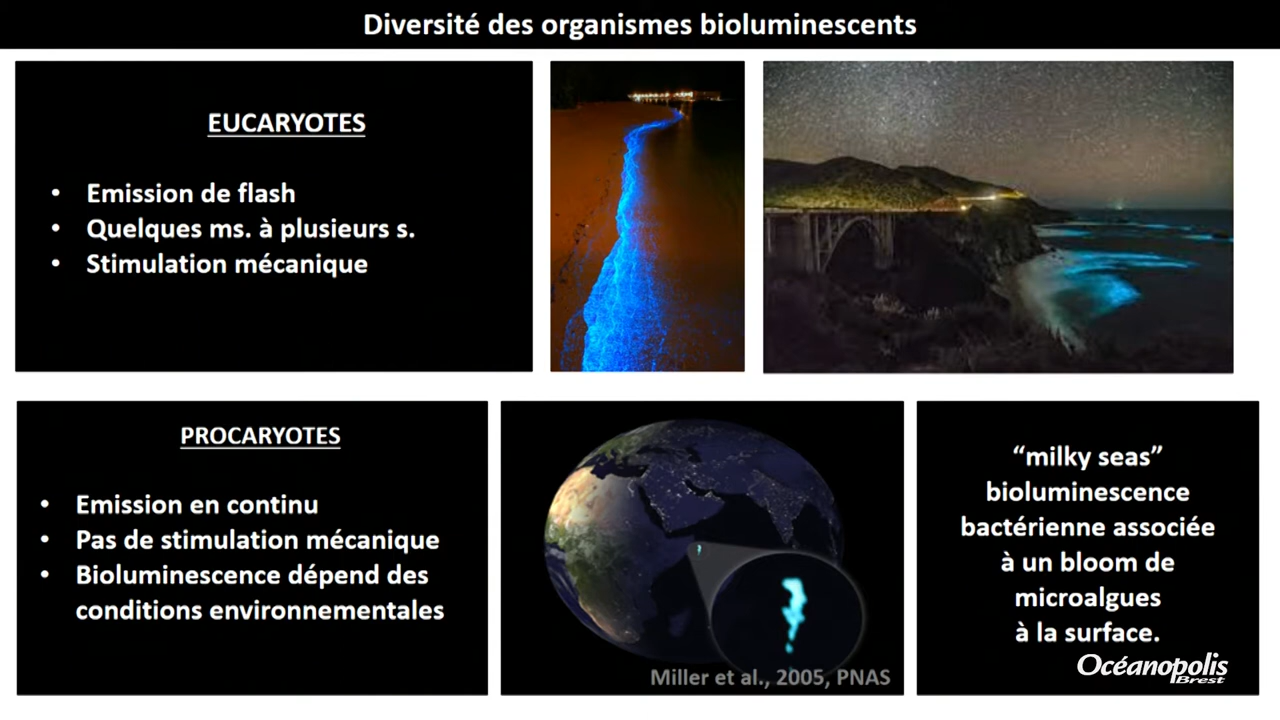 Diversité des organismes bioluminescents
EUCARYOTES
• Emission de flash
• Quelques ms. à plusieurs s.
• Stimulation mécanique
PROCARYOTES
• Emission en continu
• Pas de stimulation mécanique
• Bioluminescence dépend des
conditions environnementales
Miller et al., 2005, PNAS
“milky seas”
bioluminescence
bactérienne associée
à un bloom de
microalgues
à la surface.
Océanopolis
Brest